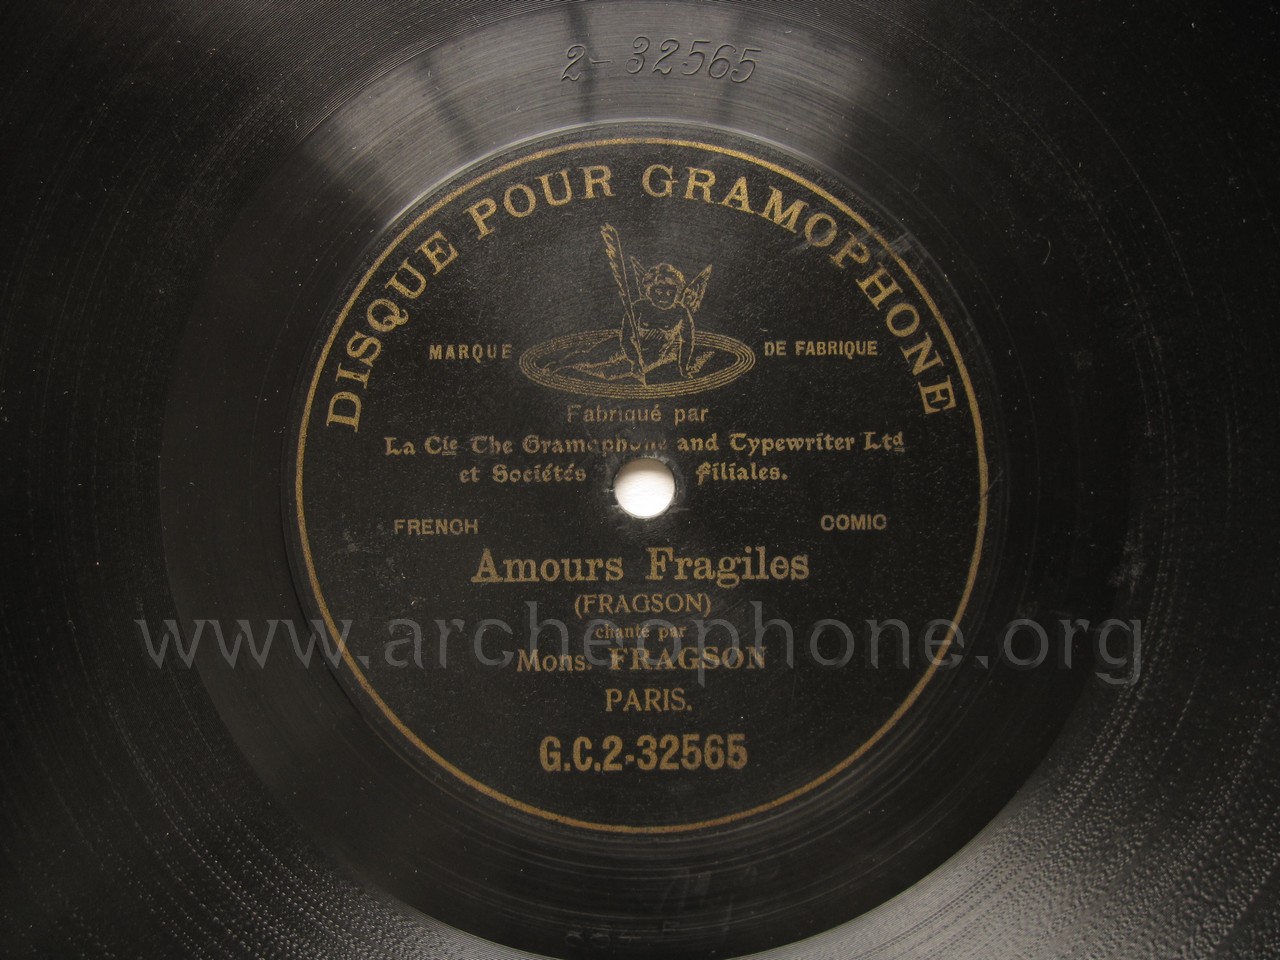 2-32565
DISQUE POUR GRAMOPHONE
MARQUE DE FABRIQUE
Fabriqué par
La Cie The Gramophone and Typewriter Ltd
et Sociétés filiales.
FRENCH COMIC
Amours Fragiles
(FRAGSON)
chanté par
www.archeophone.org
Mons. FRAGSON
PARIS.
G.C.2-32565